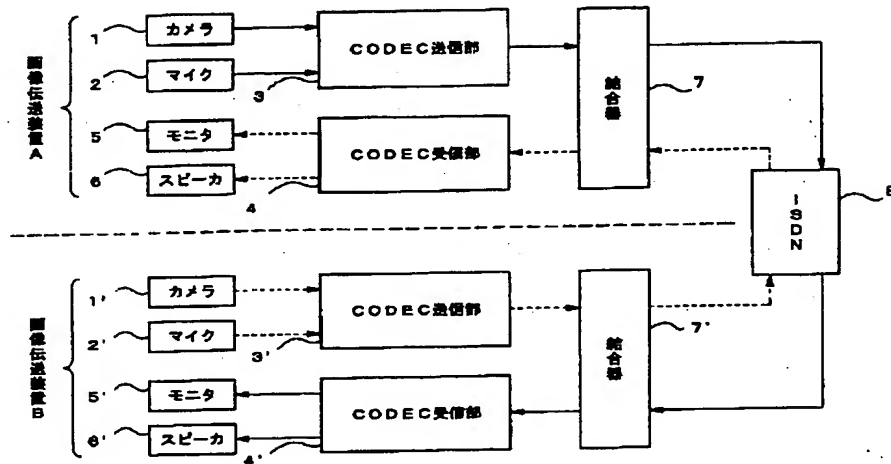 画像伝送装置A
1
カメラ
2
マイク
5
モニタ
6
スピーカ
CODEC送信部
3
CODEC受信部
4
結合器
7
ISDN
8
画像伝送装置B
1'
カメラ
2'
マイク
5'
モニタ
6'
スピーカ
CODEC送信部
3'
CODEC受信部
4'
結合器
7'